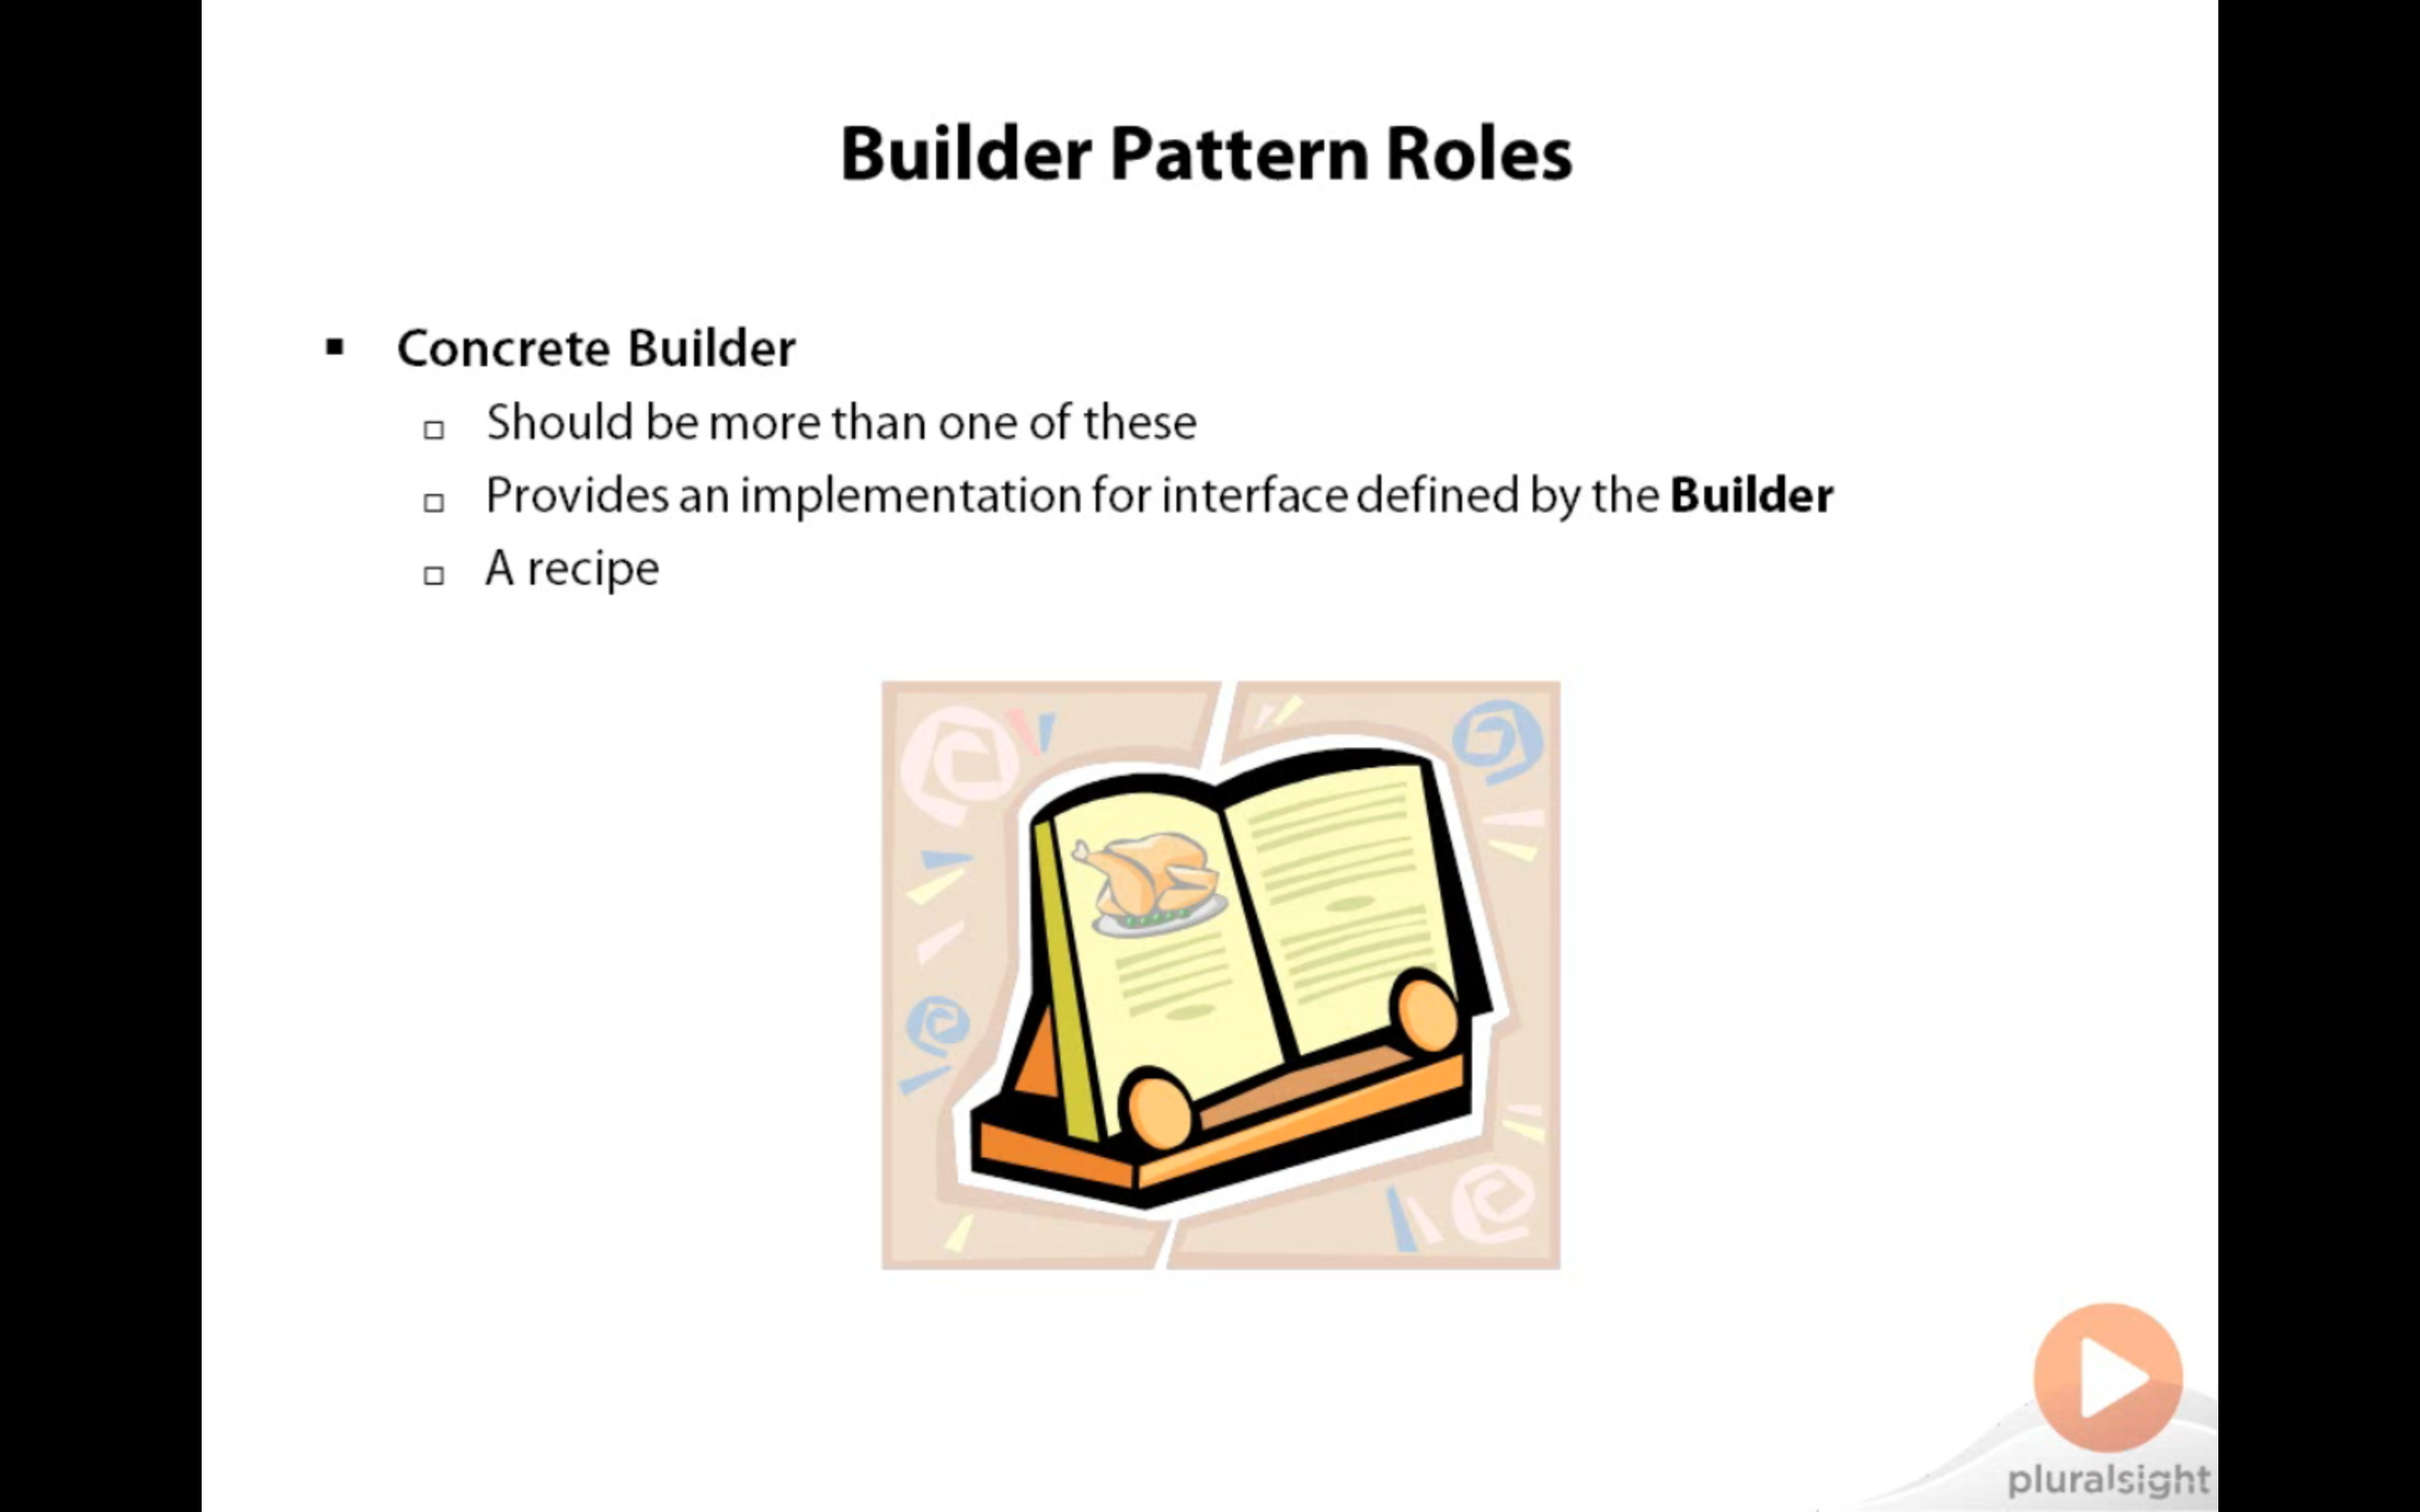 Builder Pattern Roles
Concrete Builder
Should be more than one of these
Provides an implementation for interface defined by the Builder
A recipe
pluralsight